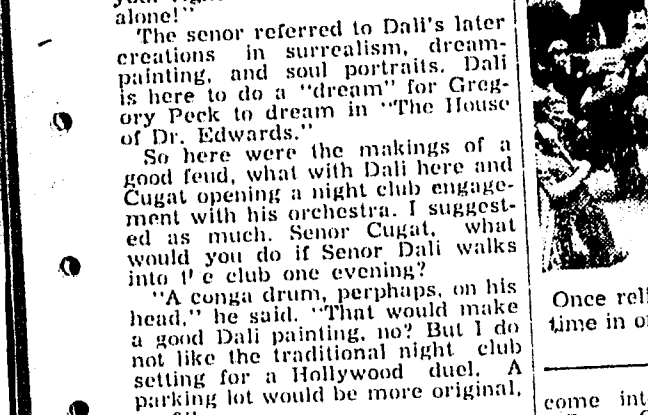 alone!"
The senor referred to Dali's later
creations in surrealism, dream-
painting, and soul portraits. Dali
is here to do a "dream" for Greg-
ory Peck to dream in "The House
of Dr. Edwards."
So here were the makings of a
good feud, what with Dali here and
Cugat opening a night club engage-
ment with his orchestra. I suggest-
ed as much. Senor Cugat, what
would you do if Senor Dali walks
into the club one evening?
"A conga drum, perphaps, on his
head," he said. "That would make
a good Dali painting, no? But I do
not like the traditional night club
setting for a Hollywood duel. A
parking lot would be more original,
Once
time in
come